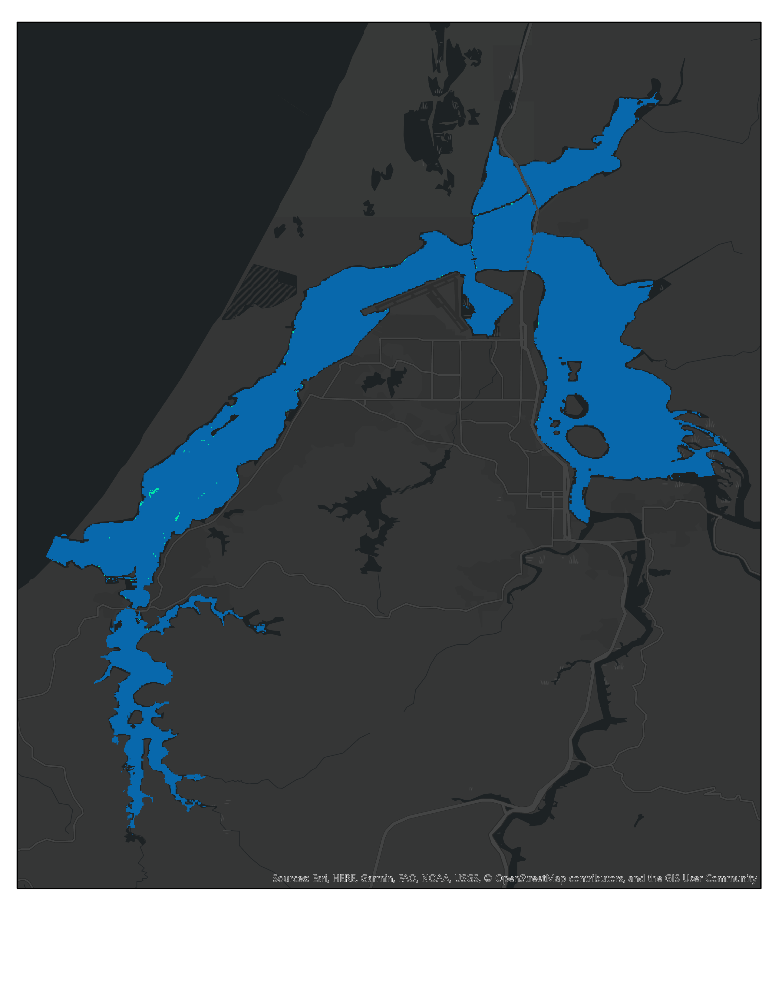 Sources: Esri, HERE, Garmin, FAO, NOAA, USGS, © OpenStreetMap contributors, and the GIS User Community